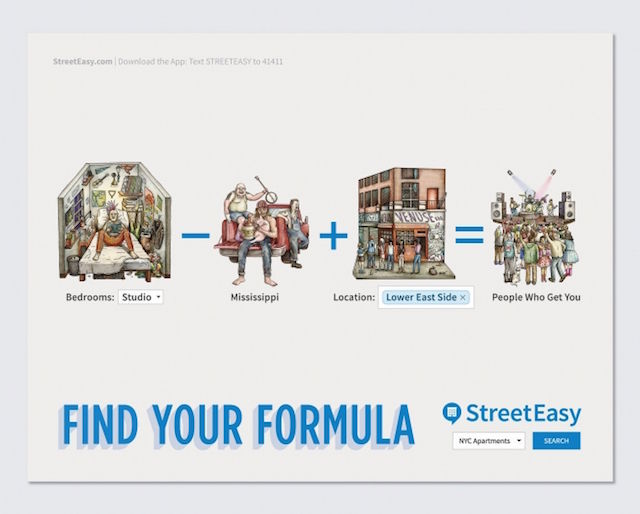 StreetEasy.com | Download the App: Text STREETEASY to 41411
VENUS
Bedrooms: Studio
Mississippi
Location: Lower East Side ×
People Who Get You
FIND YOUR FORMULA
StreetEasy
NYC Apartments
SEARCH